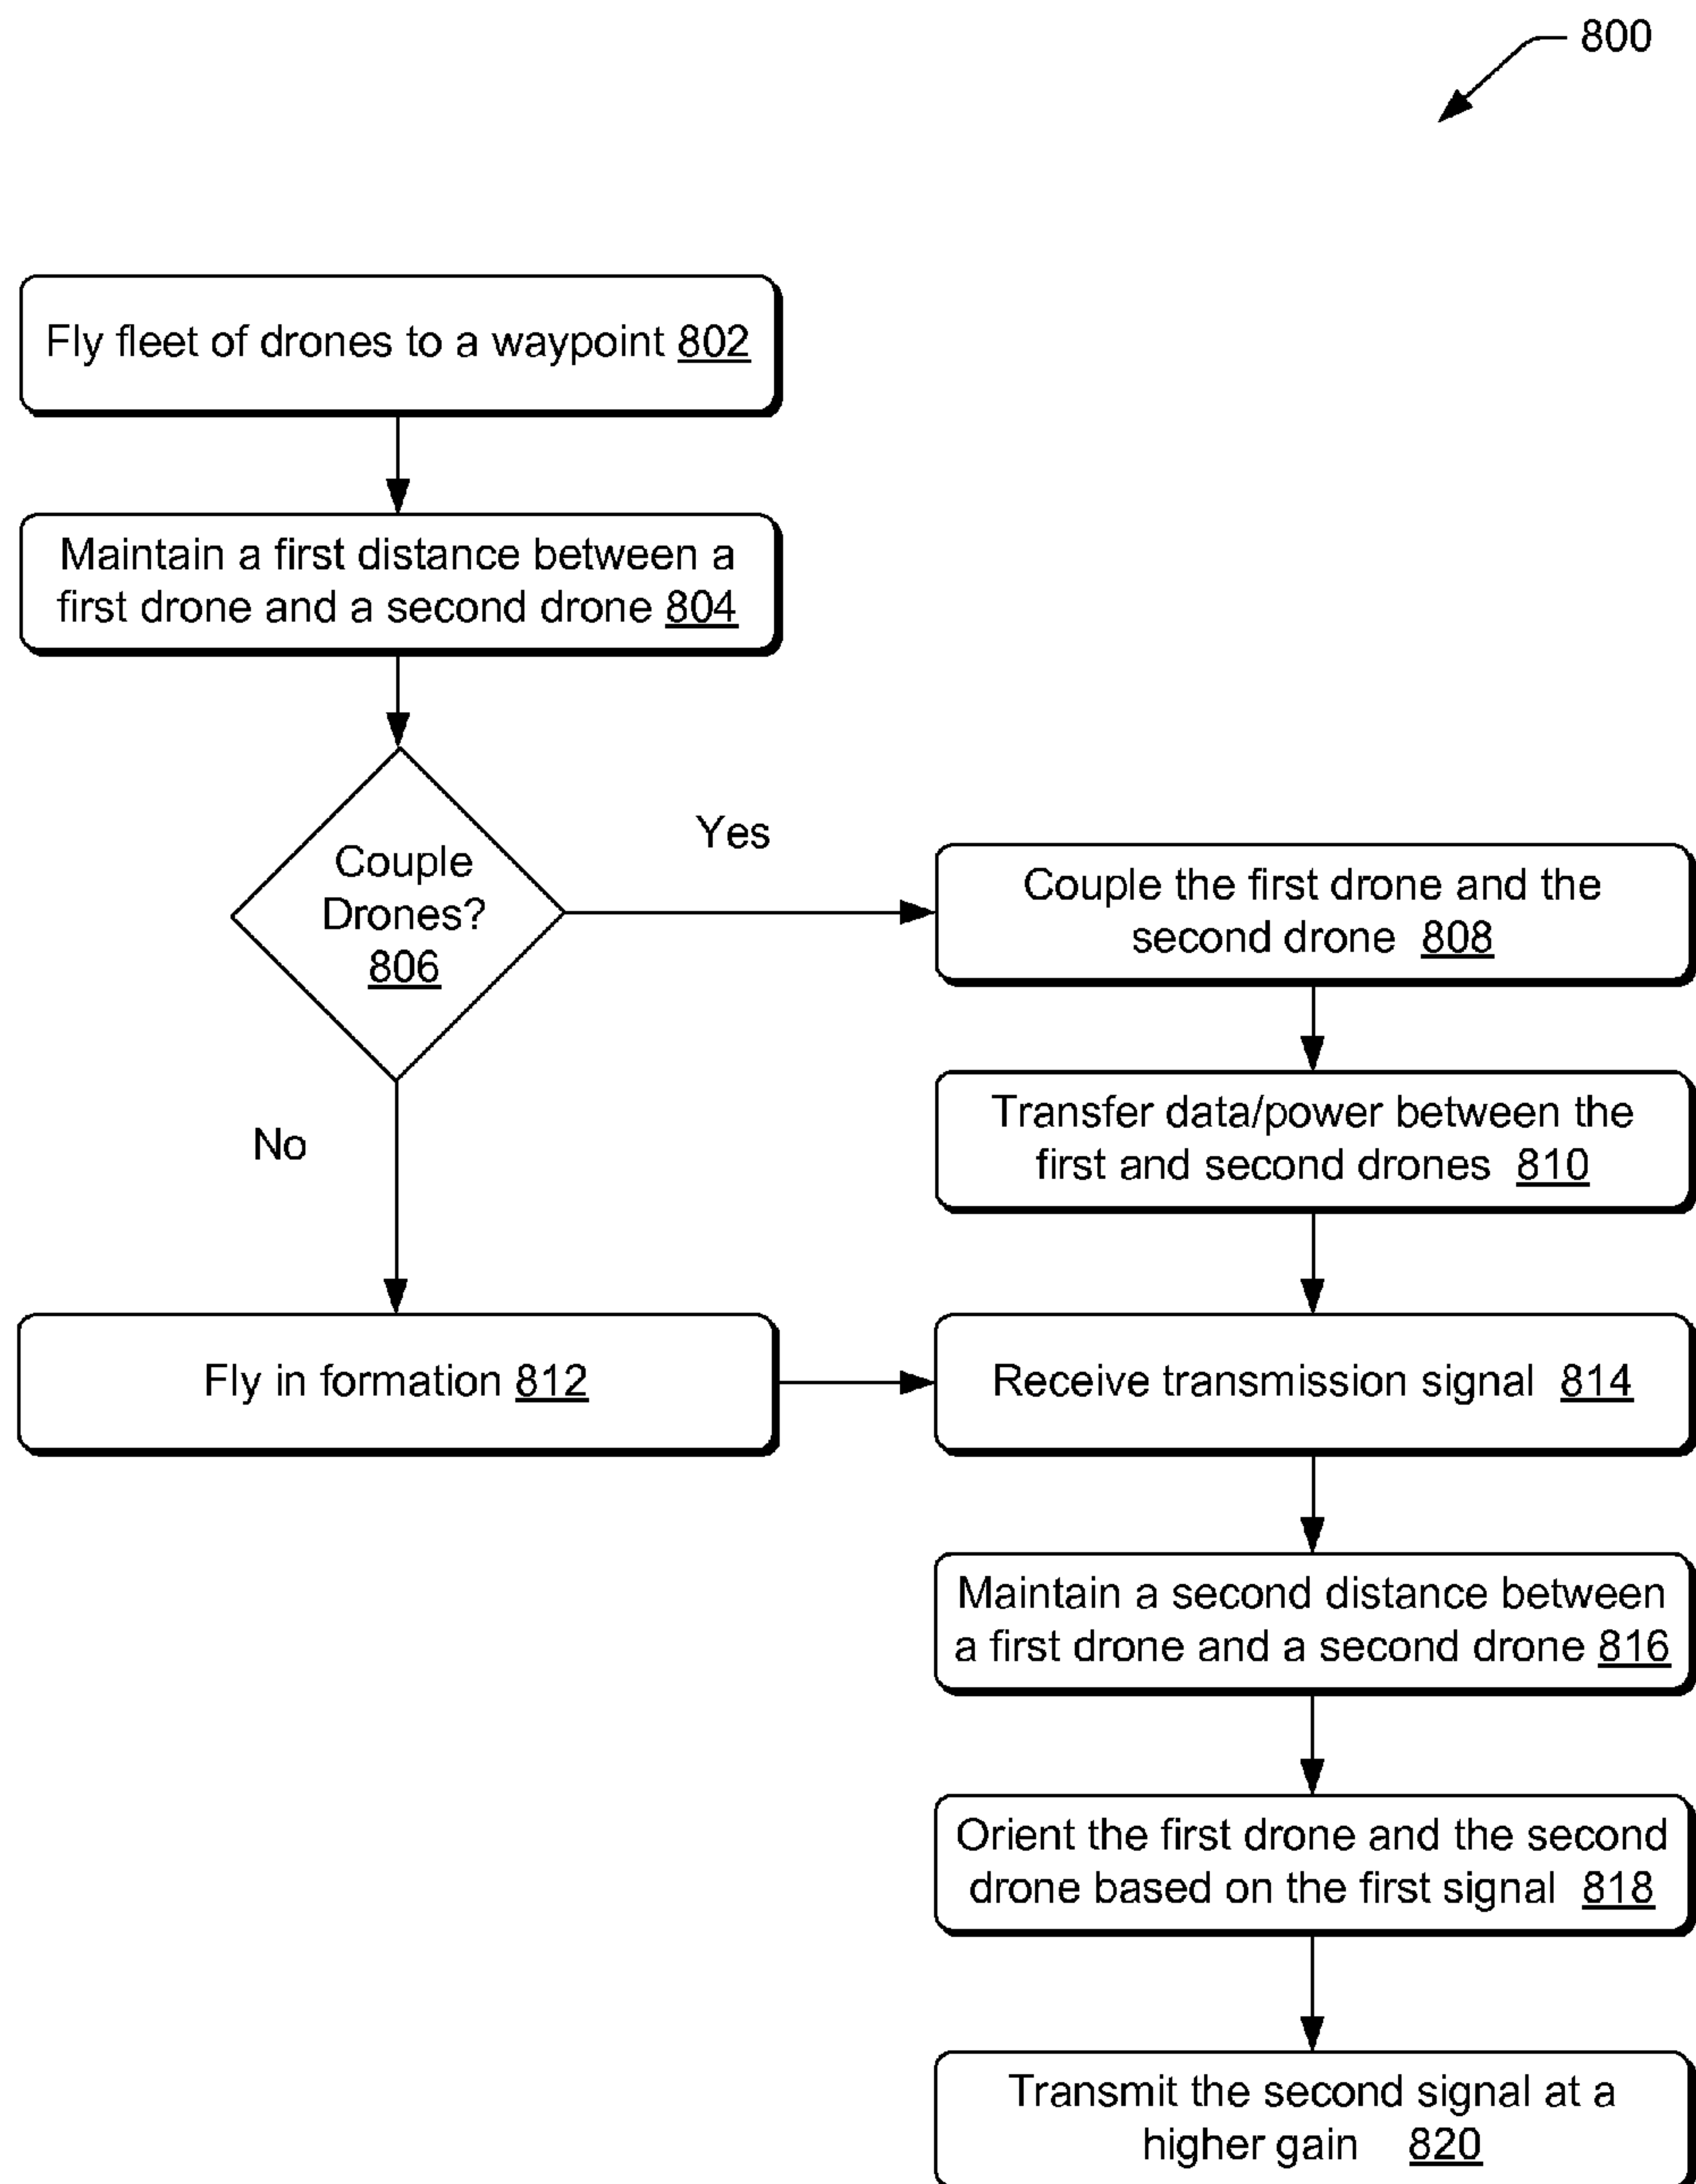 800
Fly fleet of drones to a waypoint 802
Maintain a first distance between a
first drone and a second drone 804
Couple
Drones?
806
Yes
No
Couple the first drone and the
second drone 808
Transfer data/power between the
first and second drones 810
Fly in formation 812
Receive transmission signal 814
Maintain a second distance between
a first drone and a second drone 816
Orient the first drone and the second
drone based on the first signal 818
Transmit the second signal at a
higher gain 820